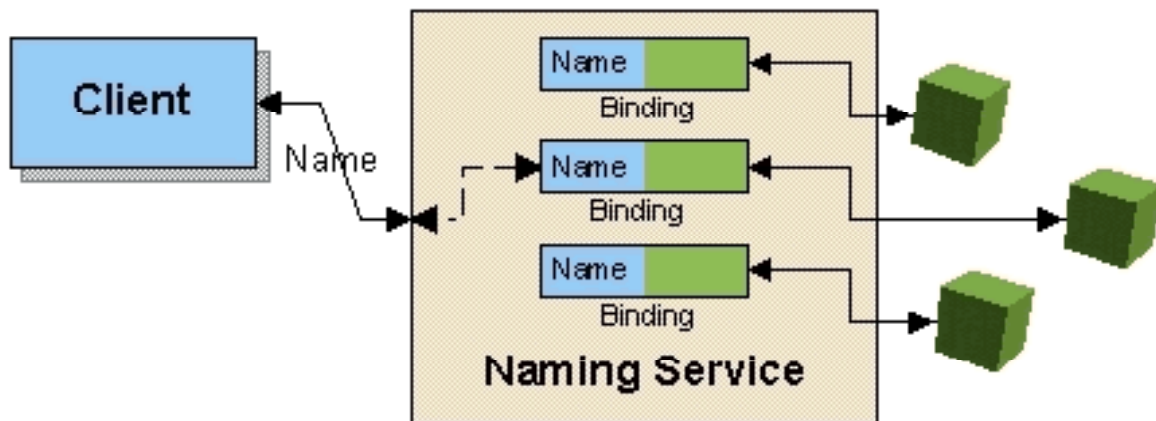 Client
Name
Name
Binding
Name
Binding
Name
Binding
Naming Service